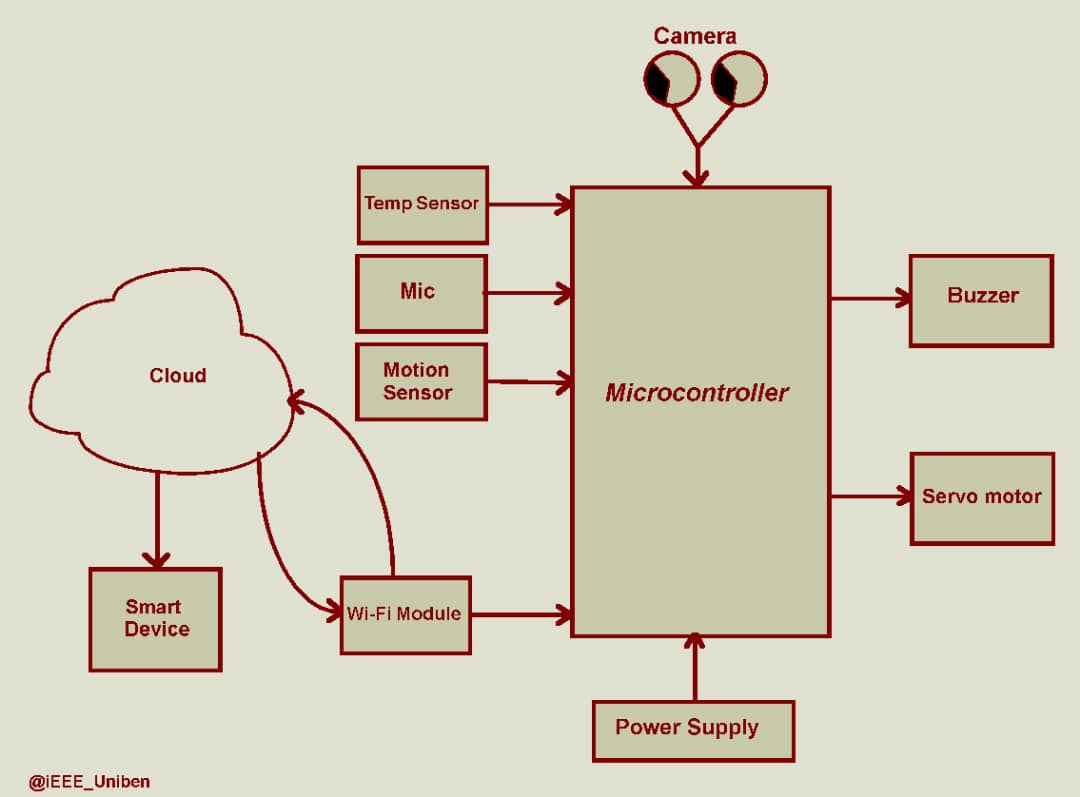 Camera
Temp Sensor
Mic
Motion
Sensor
Cloud
Microcontroller
Buzzer
Servo motor
Smart
Device
Wi-Fi Module
Power Supply
@iEEE_Uniben